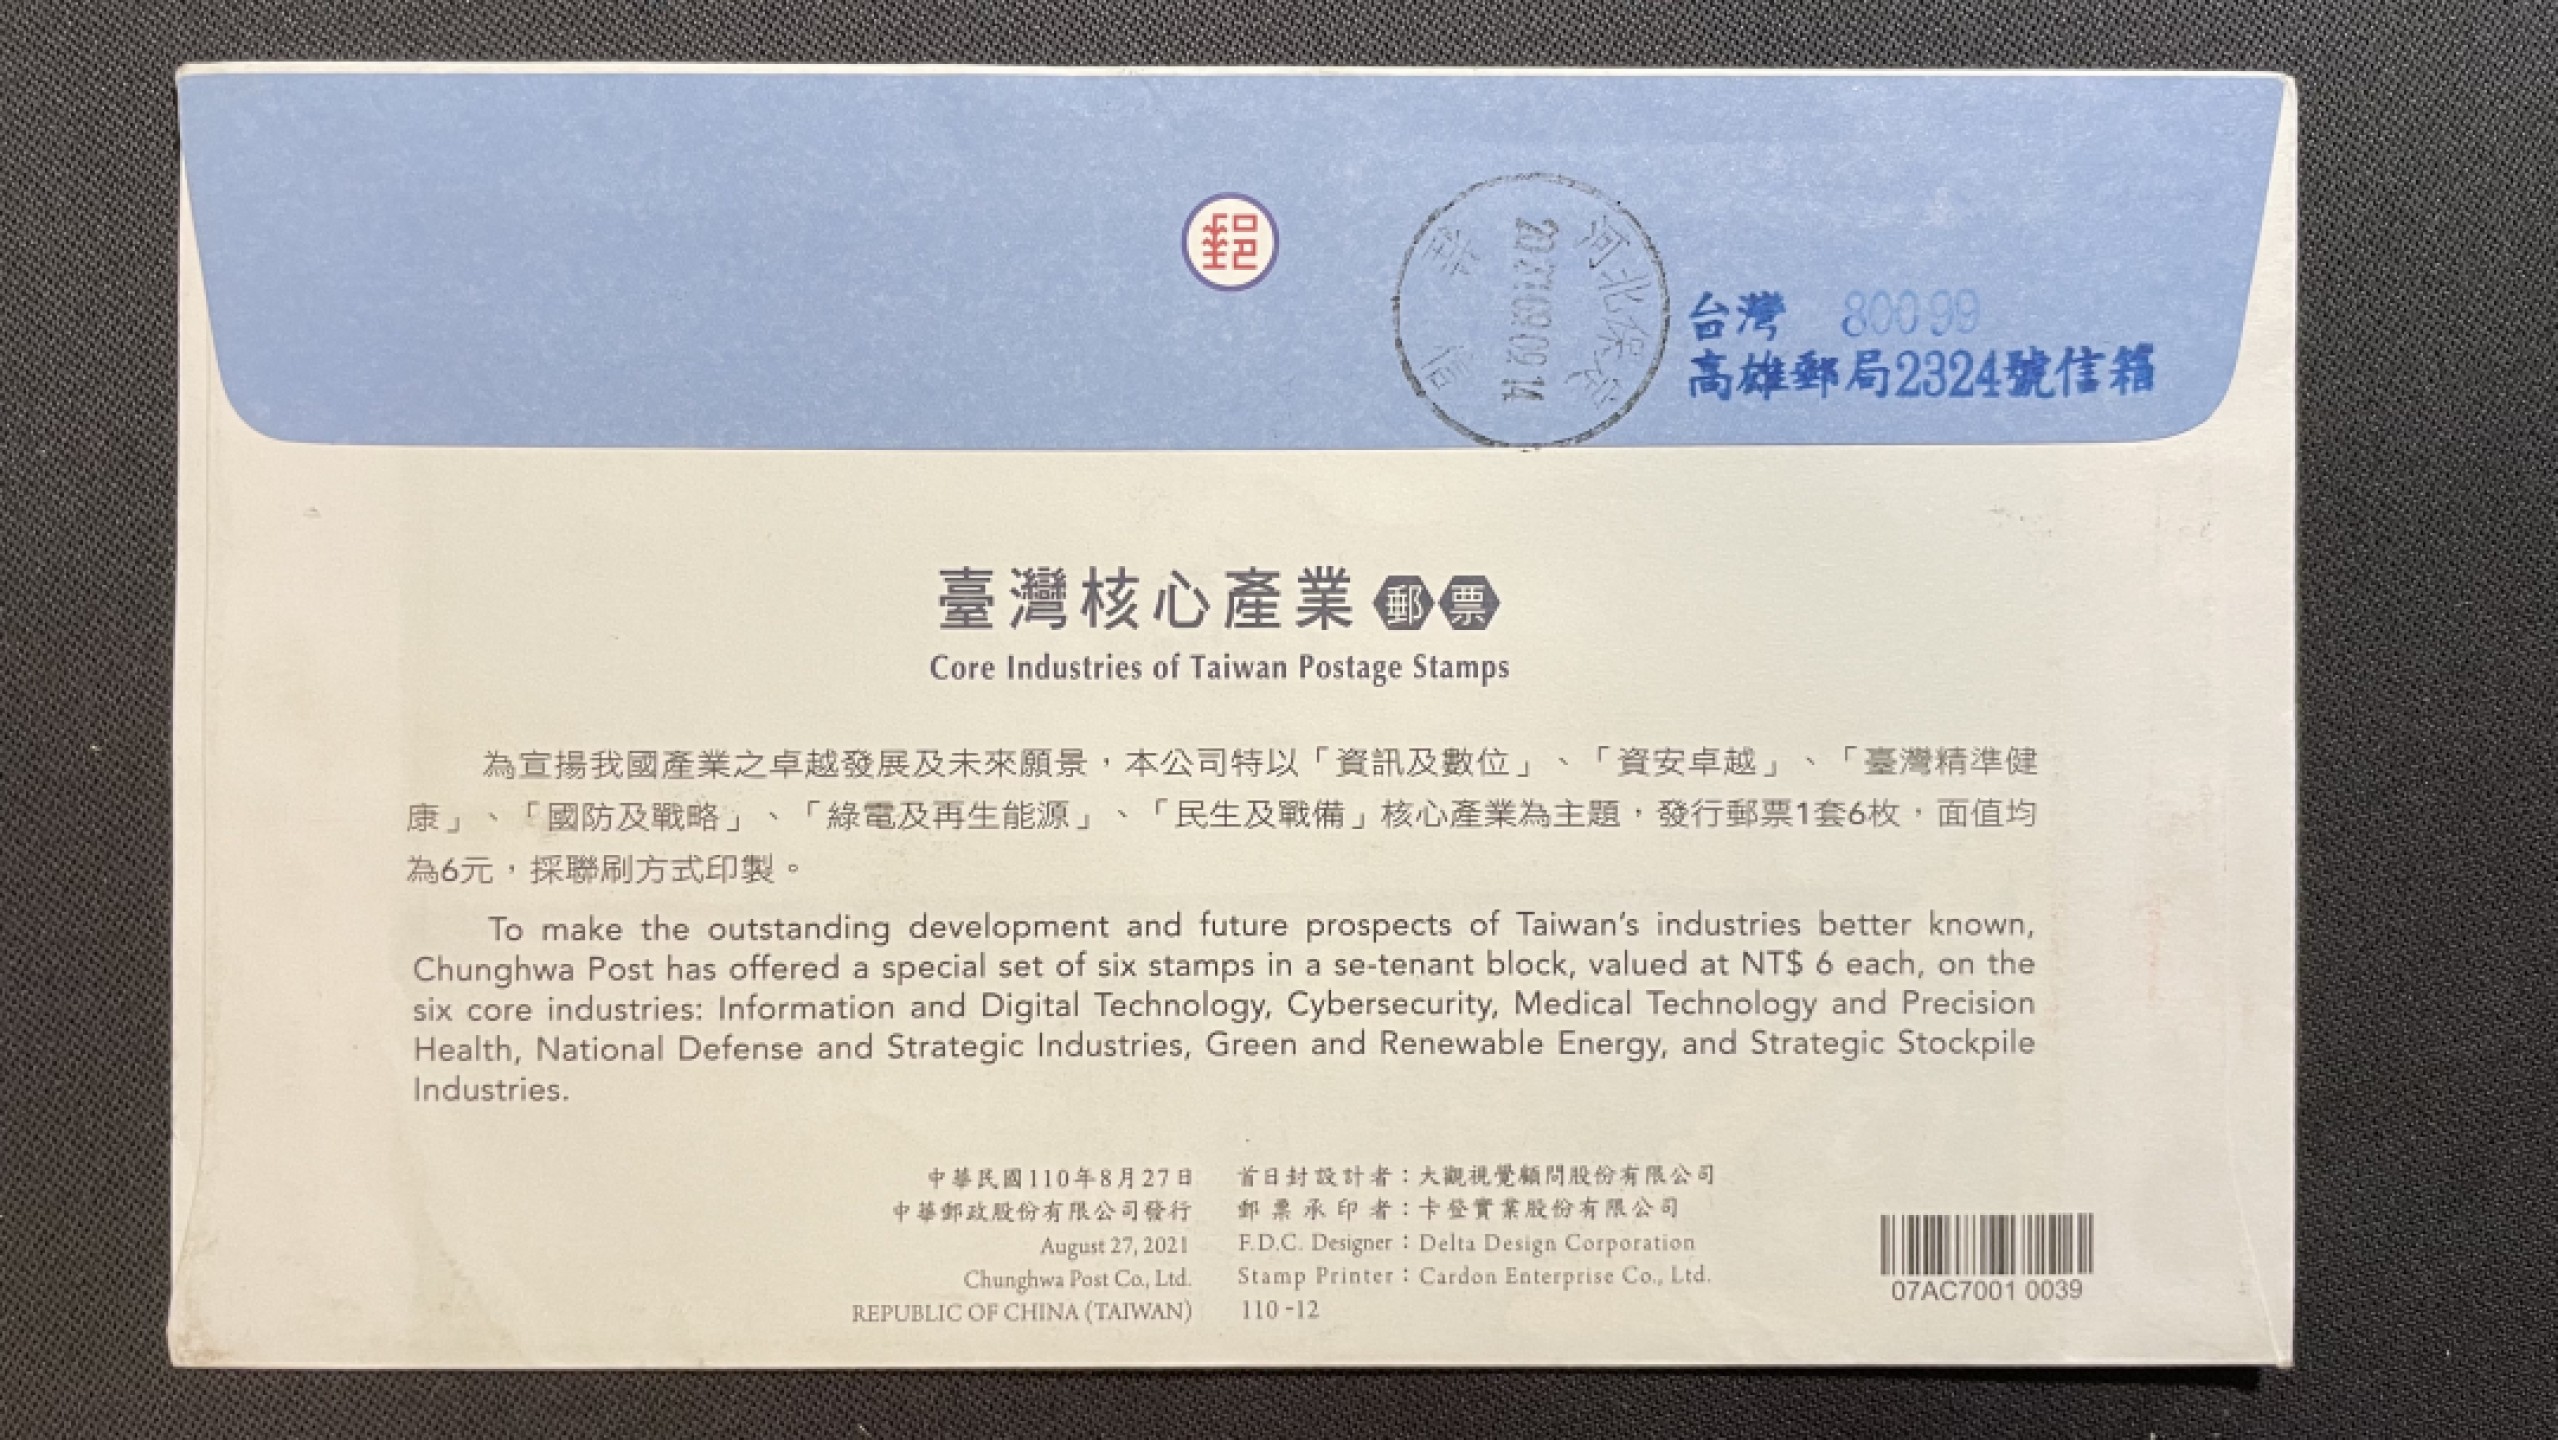 郵
河北保定
台灣 80099
高雄郵局2324號信箱
臺灣核心產業郵票
Core Industries of Taiwan Postage Stamps
為宣揚我國產業之卓越發展及未來願景，本公司特以「資訊及數位」、「資安卓越」、「臺灣精準健
康」、「國防及戰略」、「綠電及再生能源」、「民生及戰備」核心產業為主題，發行郵票1套6枚，面值均
為6元，採聯刷方式印製。
To make the outstanding development and future prospects of Taiwan's industries better known,
Chunghwa Post has offered a special set of six stamps in a se-tenant block, valued at NT$ 6 each, on the
six core industries: Information and Digital Technology, Cybersecurity, Medical Technology and Precision
Health, National Defense and Strategic Industries, Green and Renewable Energy, and Strategic Stockpile
Industries.
中華民國110年8月27日
中華郵政股份有限公司發行
August 27, 2021
Chunghwa Post Co., Ltd.
REPUBLIC OF CHINA (TAIWAN)
首日封設計者：大觀視覺顧問股份有限公司
郵票承印者：卡登實業股份有限公司
F.D.C. Designer：Delta Design Corporation
Stamp Printer：Cardon Enterprise Co., Ltd.
110-12
07AC7001 0039